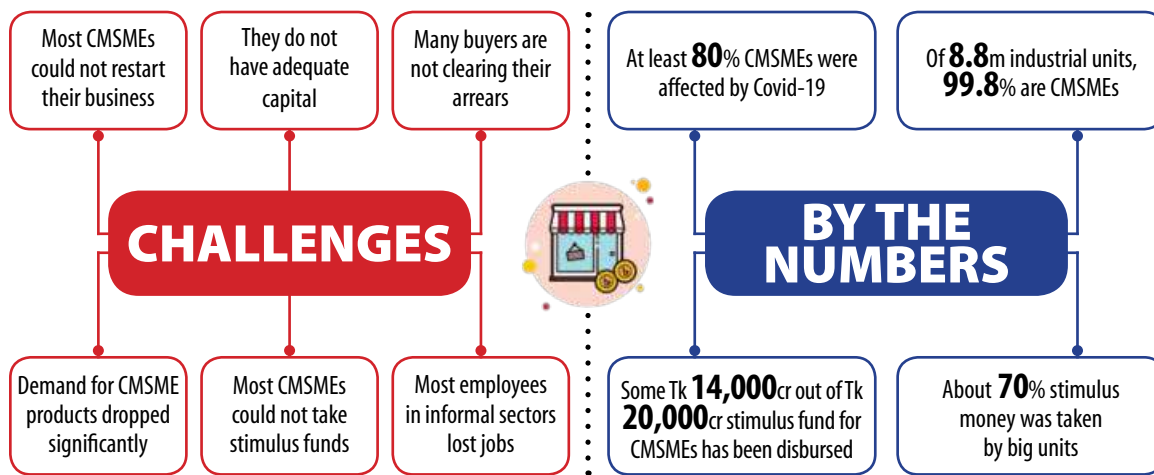 Most CMSMEs
could not restart
their business
They do not
have adequate
capital
Many buyers are
not clearing their
arrears
CHALLENGES
Demand for CMSME
products dropped
significantly
Most CMSMEs
could not take
stimulus funds
Most employees
in informal sectors
lost jobs
At least 80% CMSMEs were
affected by Covid-19
Of 8.8m industrial units,
99.8% are CMSMEs
BY THE
NUMBERS
Some Tk 14,000cr out of Tk
20,000cr stimulus fund for
CMSMEs has been disbursed
About 70% stimulus
money was taken
by big units